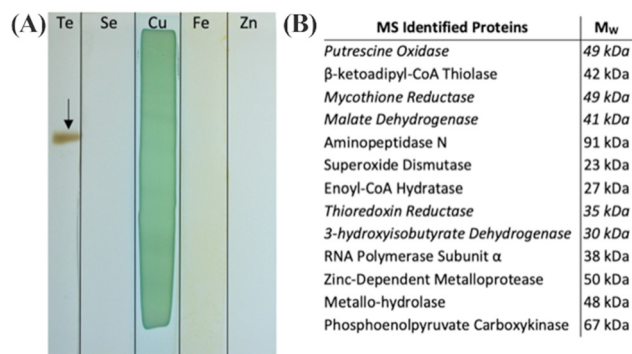 (A) Te Se Cu Fe Zn
(B) MS Identified Proteins Mw
Putrescine Oxidase 49 kDa
β-ketoadipyl-CoA Thiolase 42 kDa
Mycothione Reductase 49 kDa
Malate Dehydrogenase 41 kDa
Aminopeptidase N 91 kDa
Superoxide Dismutase 23 kDa
Enoyl-CoA Hydratase 27 kDa
Thioredoxin Reductase 35 kDa
3-hydroxyisobutyrate Dehydrogenase 30 kDa
RNA Polymerase Subunit α 38 kDa
Zinc-Dependent Metalloprotease 50 kDa
Metallo-hydrolase 48 kDa
Phosphoenolpyruvate Carboxykinase 67 kDa